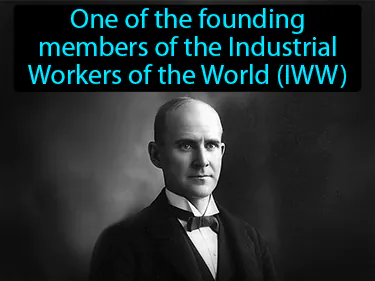 One of the founding
members of the Industrial
Workers of the World (IWW)